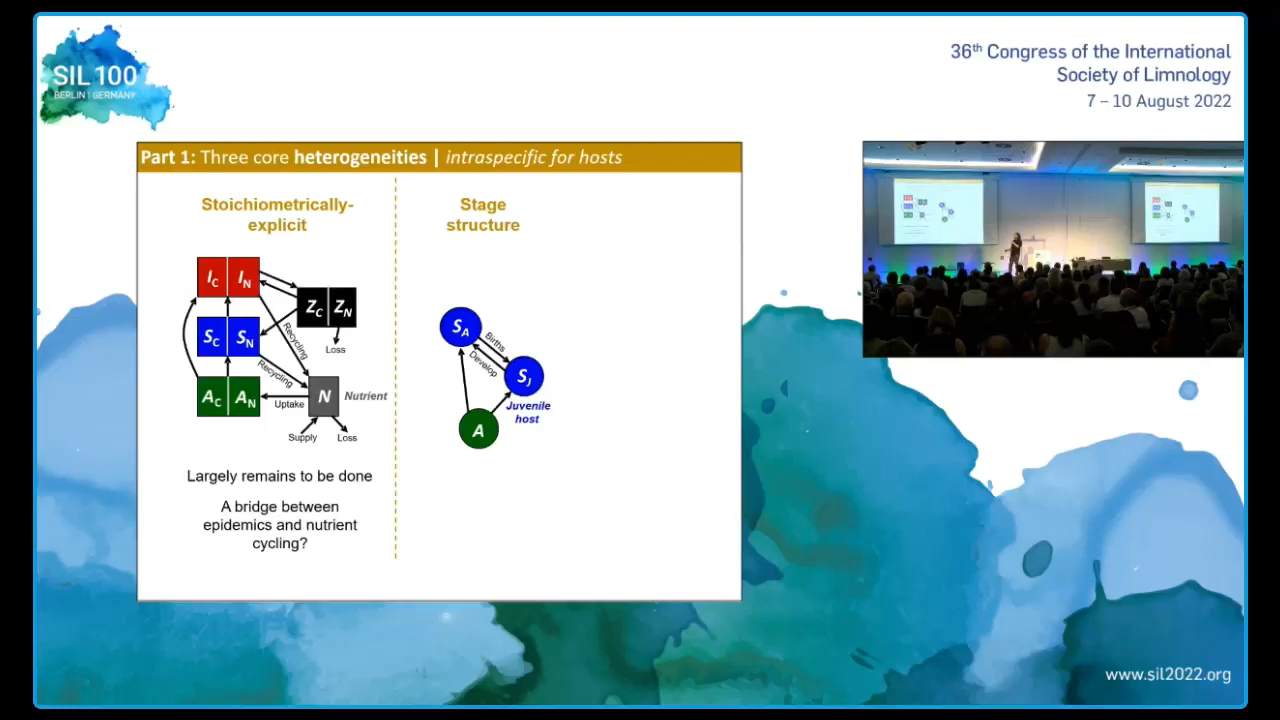 SIL 100
BERLIN | GERMANY
36th Congress of the International
Society of Limnology
7 – 10 August 2022
Part 1: Three core heterogeneities | intraspecific for hosts
Stoichiometrically-
explicit
IC IN
ZC ZN
Loss
SC SN
Recycling
Recycling
AC AN
Uptake
N
Nutrient
Supply
Loss
Largely remains to be done
A bridge between
epidemics and nutrient
cycling?
Stage
structure
SA
Births
Develop
SJ
Juvenile
host
A
www.sil2022.org